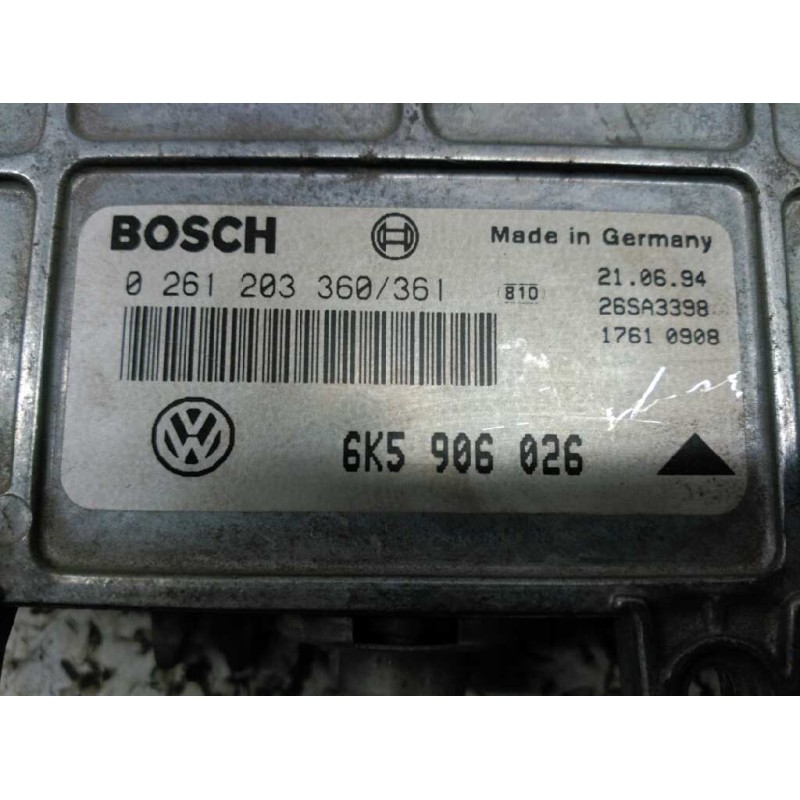 BOSCH
Made in Germany
0 261 203 360/361
810
21.06.94
26SA3398
1761 0908
6K5 906 026